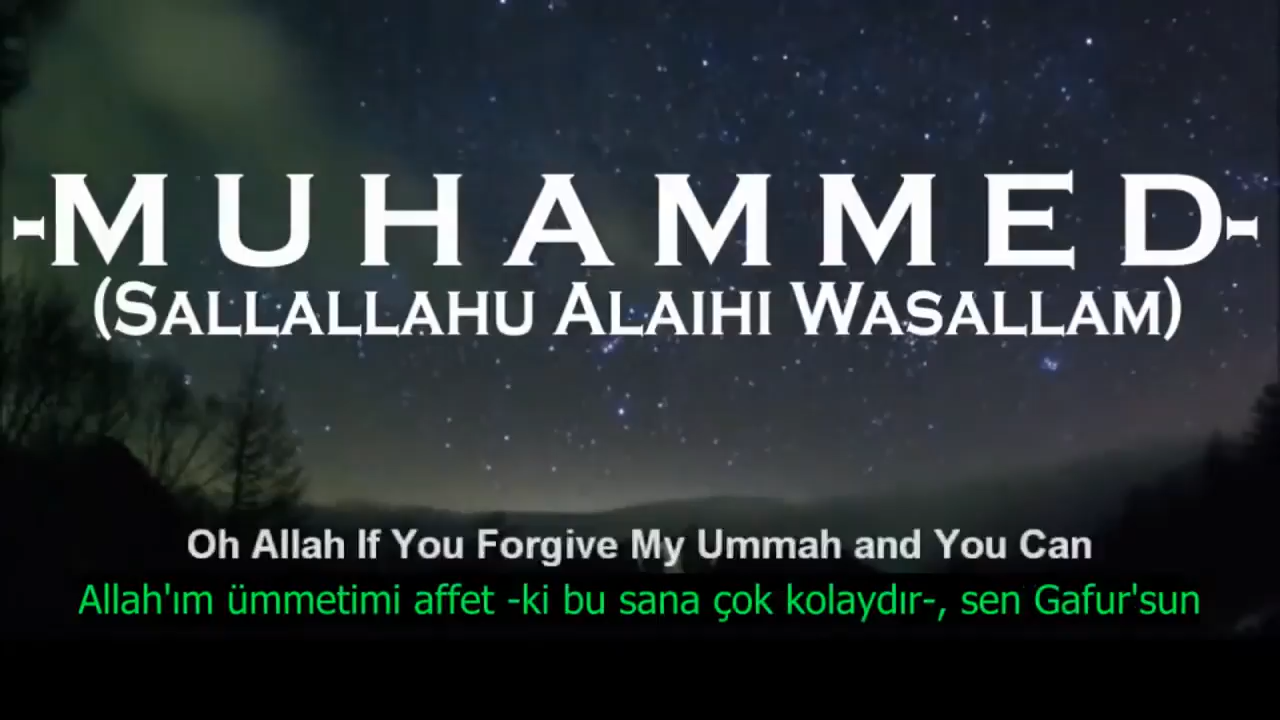 -MUHAMMED-
(SALLALLAHU ALAIHI WASALLAM)
Oh Allah If You Forgive My Ummah and You Can
Allah'ım ümmetimi affet -ki bu sana çok kolaydır-, sen Gafur'sun